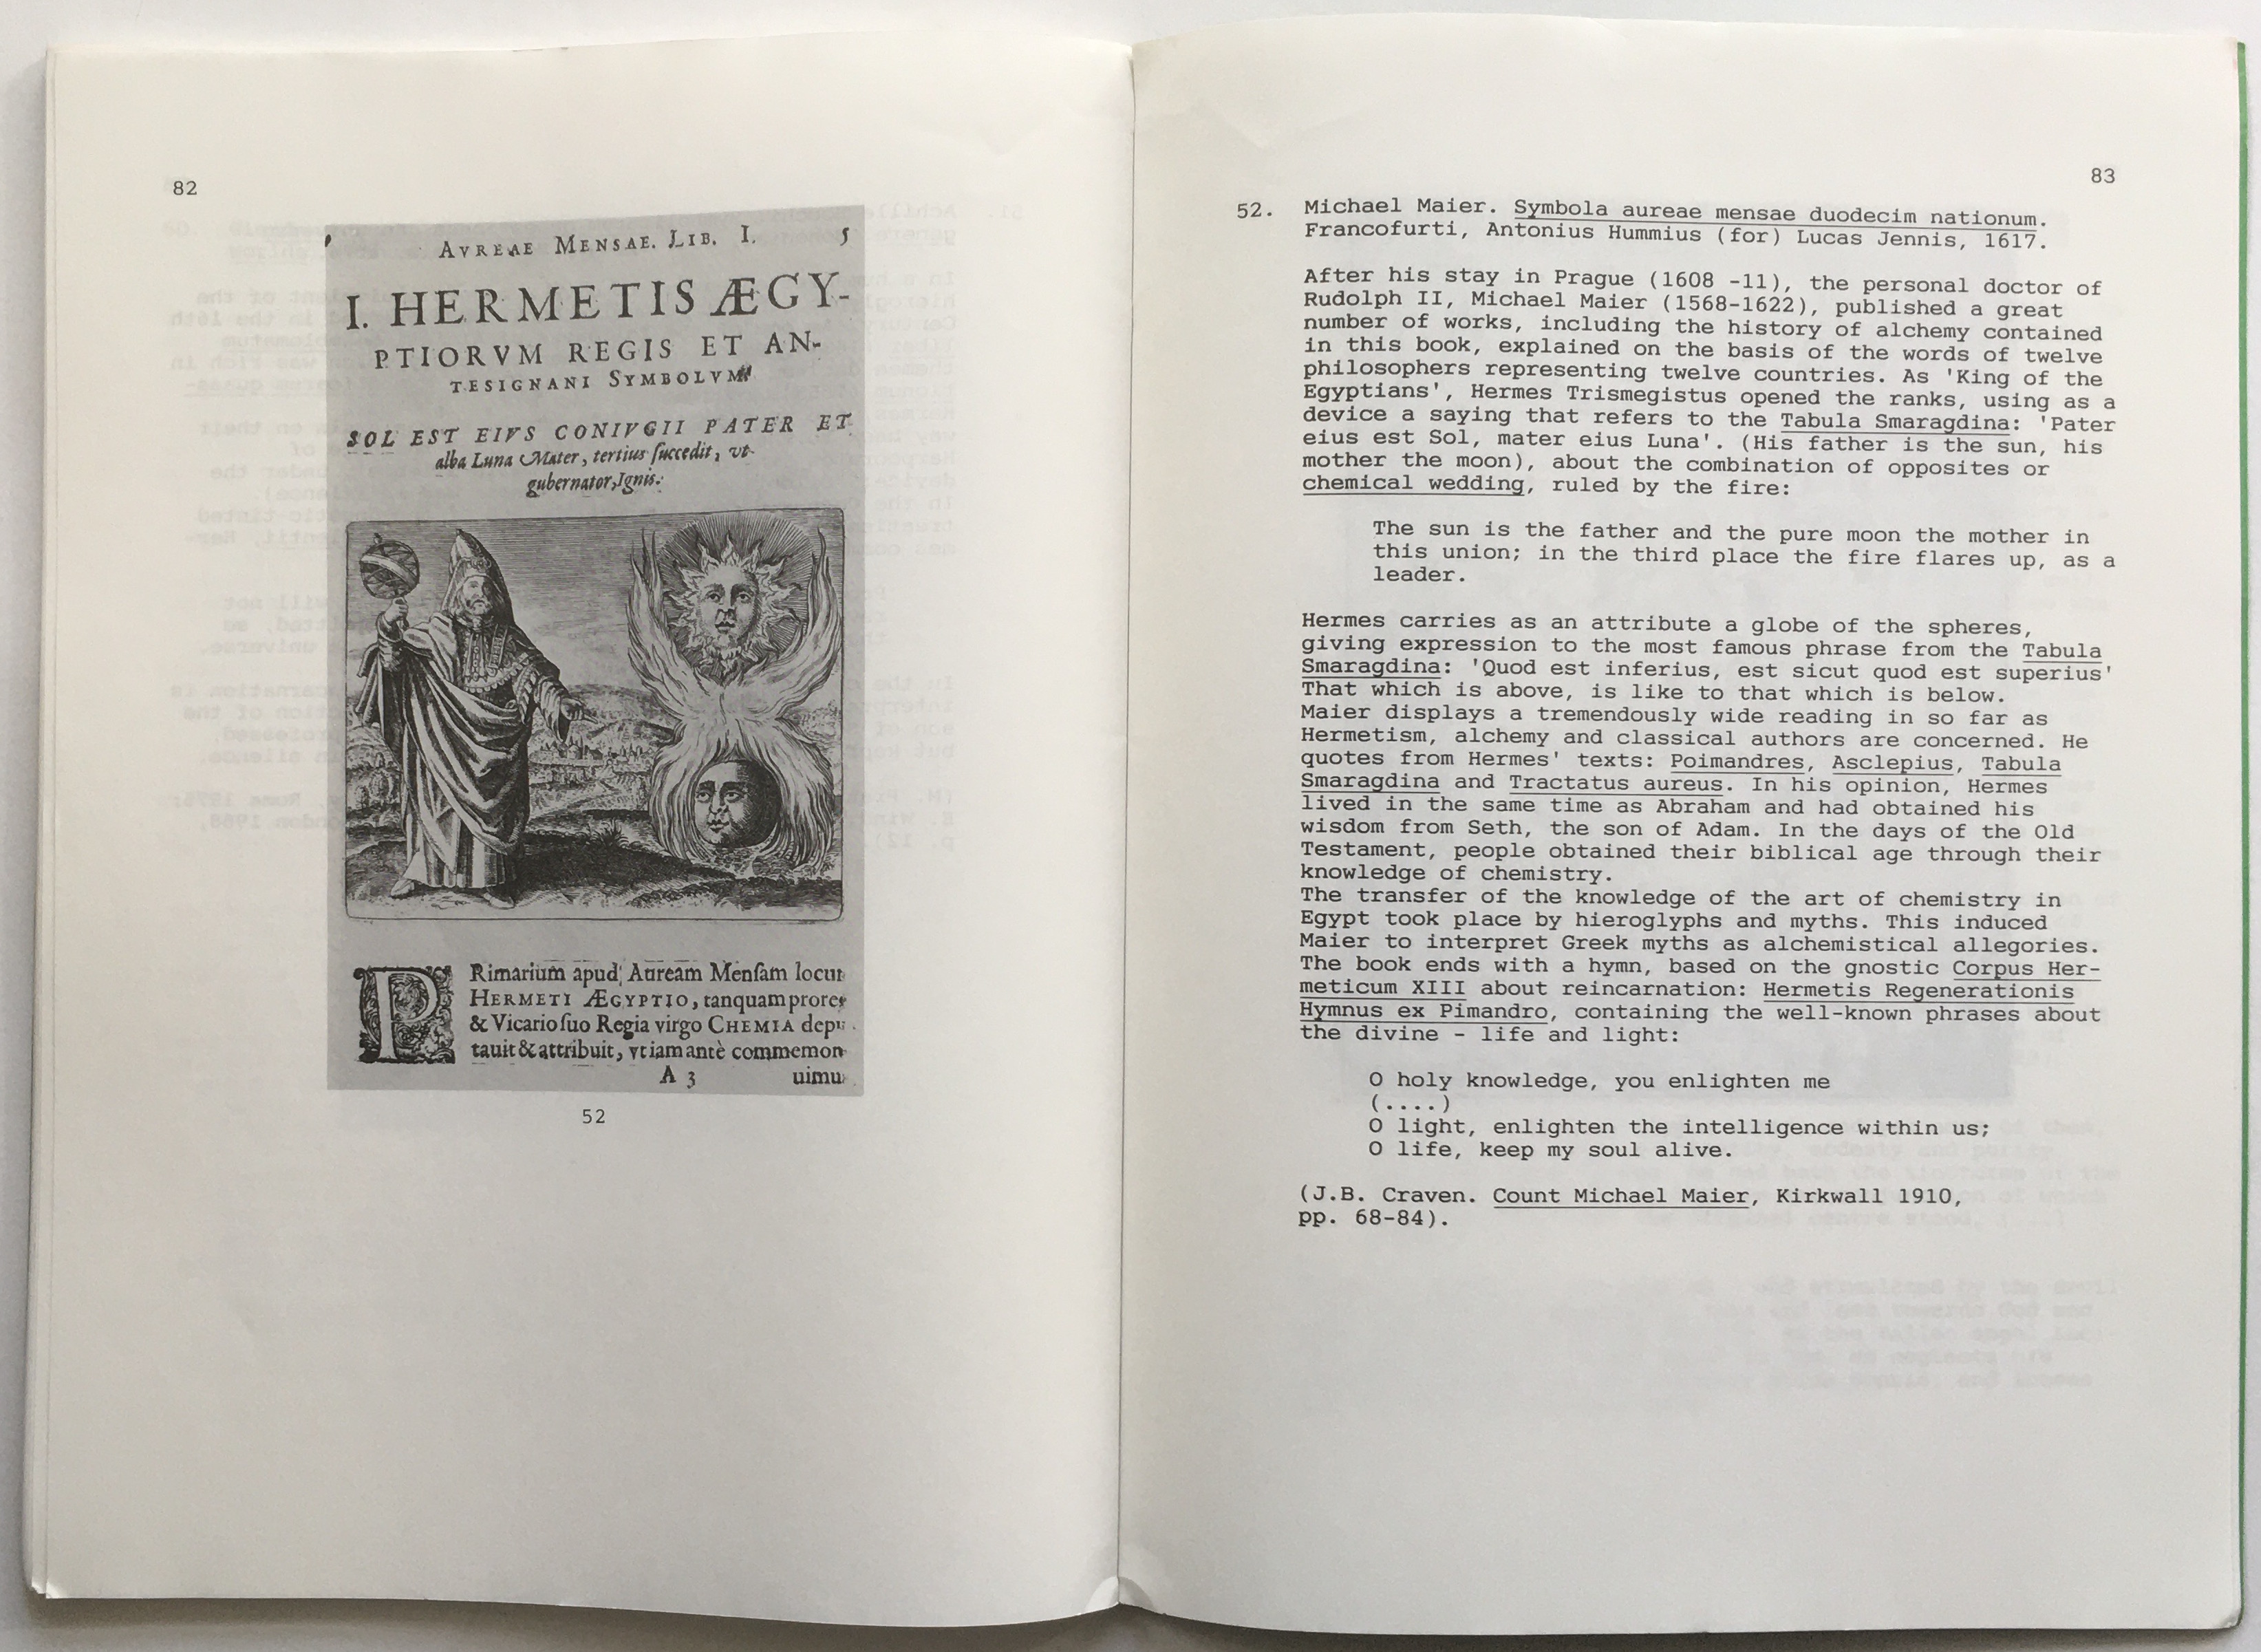 82
AVREAE MENSAE. LIB. I. 5
I. HERMETIS ÆGY-
PTIORVM REGIS ET AN-
TESIGNANI SYMBOLVM
SOL EST EIVS CONIVGII PATER ET
alba Luna Mater, tertius ſuccedit, vt
gubernator, Ignis.
PRimarium apud Auream Menſam locum
HERMETI ÆGYPTIO, tanquam prore
& Vicario ſuo Regia virgo CHEMIA depu
tauit & attribuit, vt iam antè commemo
A 3 uimu
52
83
52. Michael Maier. Symbola aureae mensae duodecim nationum.
Francofurti, Antonius Hummius (for) Lucas Jennis, 1617.
After his stay in Prague (1608 -11), the personal doctor of
Rudolph II, Michael Maier (1568-1622), published a great
number of works, including the history of alchemy contained
in this book, explained on the basis of the words of twelve
philosophers representing twelve countries. As 'King of the
Egyptians', Hermes Trismegistus opened the ranks, using as a
device a saying that refers to the Tabula Smaragdina: 'Pater
eius est Sol, mater eius Luna'. (His father is the sun, his
mother the moon), about the combination of opposites or
chemical wedding, ruled by the fire:
The sun is the father and the pure moon the mother in
this union; in the third place the fire flares up, as a
leader.
Hermes carries as an attribute a globe of the spheres,
giving expression to the most famous phrase from the Tabula
Smaragdina: 'Quod est inferius, est sicut quod est superius'
That which is above, is like to that which is below.
Maier displays a tremendously wide reading in so far as
Hermetism, alchemy and classical authors are concerned. He
quotes from Hermes' texts: Poimandres, Asclepius, Tabula
Smaragdina and Tractatus aureus. In his opinion, Hermes
lived in the same time as Abraham and had obtained his
wisdom from Seth, the son of Adam. In the days of the Old
Testament, people obtained their biblical age through their
knowledge of chemistry.
The transfer of the knowledge of the art of chemistry in
Egypt took place by hieroglyphs and myths. This induced
Maier to interpret Greek myths as alchemistical allegories.
The book ends with a hymn, based on the gnostic Corpus Her-
meticum XIII about reincarnation: Hermetis Regenerationis
Hymnus ex Pimandro, containing the well-known phrases about
the divine - life and light:
O holy knowledge, you enlighten me
(....)
O light, enlighten the intelligence within us;
O life, keep my soul alive.
(J.B. Craven. Count Michael Maier, Kirkwall 1910,
pp. 68-84).